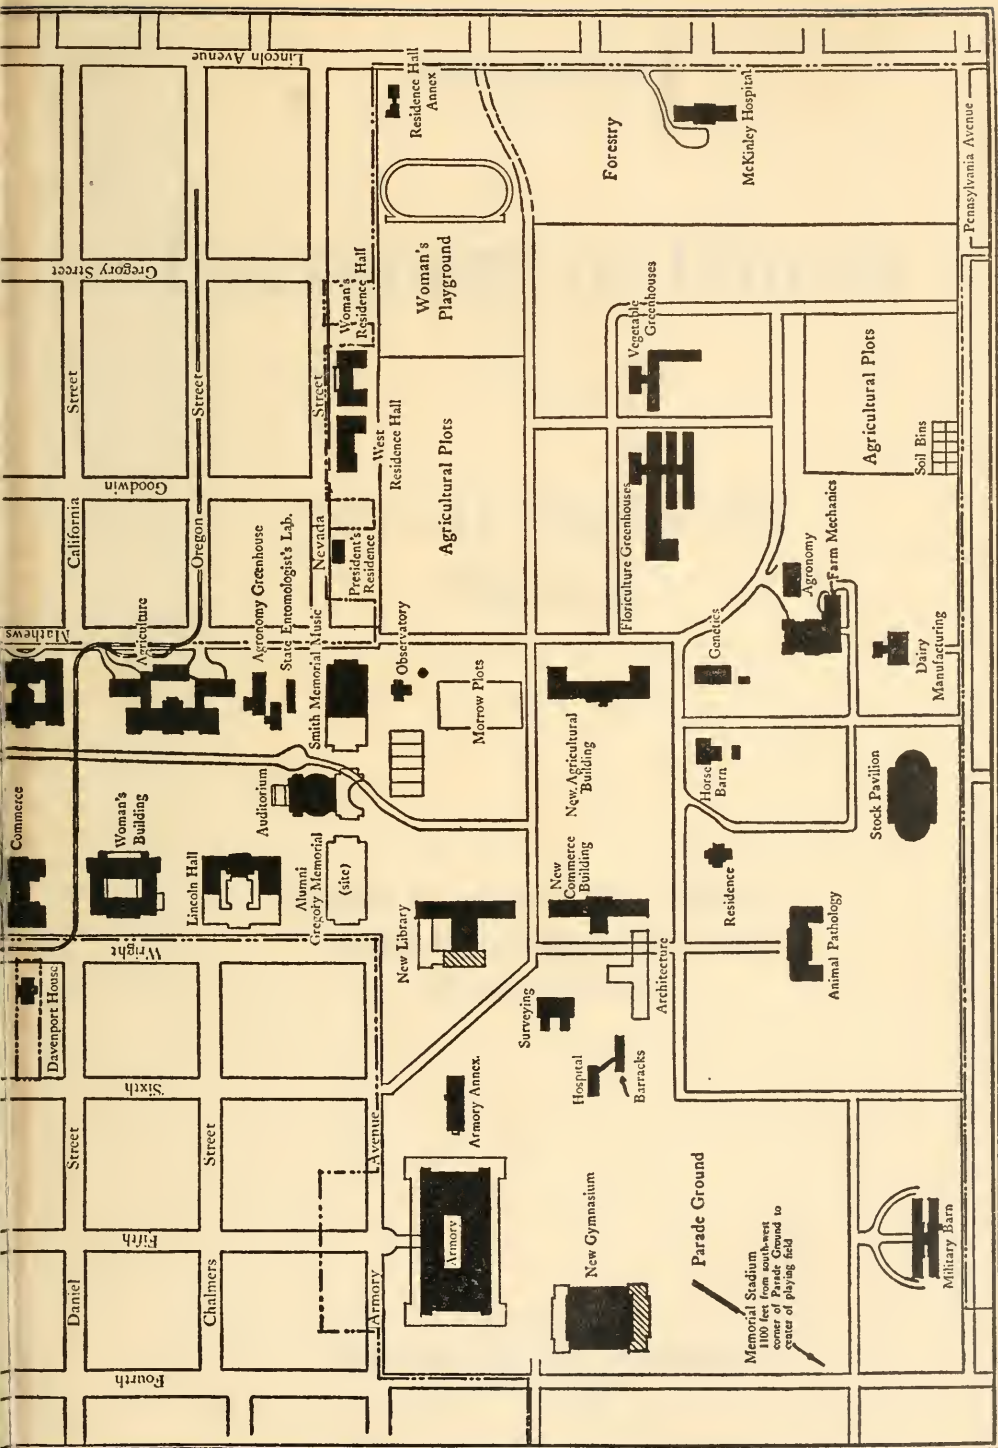 Lincoln Avenue
Residence Hall
Annex
Forestry
McKinley Hospital
Pennsylvania Avenue
Gregory Street
Woman's
Residence Hall
Woman's
Playground
Vegetable
Greenhouses
Street
Street
Street
West
Residence Hall
Agricultural Plots
Agricultural Plots
Soil Bins
Goodwin
California
Oregon
Nevada
President's
Residence
Floriculture Greenhouses
Agronomy
Farm Mechanics
Mathews
Agriculture
Agronomy Greenhouse
State Entomologist's Lab.
Smith Memorial Music
Observatory
Morrow Plots
Genetics
Dairy
Manufacturing
Commerce
Woman's
Building
Auditorium
New Agricultural
Building
Horse
Barn
Stock Pavilion
Lincoln Hall
Alumni
Gregory Memorial
(site)
New Library
New
Commerce
Building
Residence
Animal Pathology
Wright
Davenport House
Surveying
Architecture
Sixth
Armory Annex.
Hospital
Barracks
Street
Street
Avenue
Fifth
Armory
New Gymnasium
Parade Ground
Memorial Stadium
1100 feet from south-west
corner of Parade Ground to
center of playing field
Military Barn
Daniel
Chalmers
Armory
Fourth